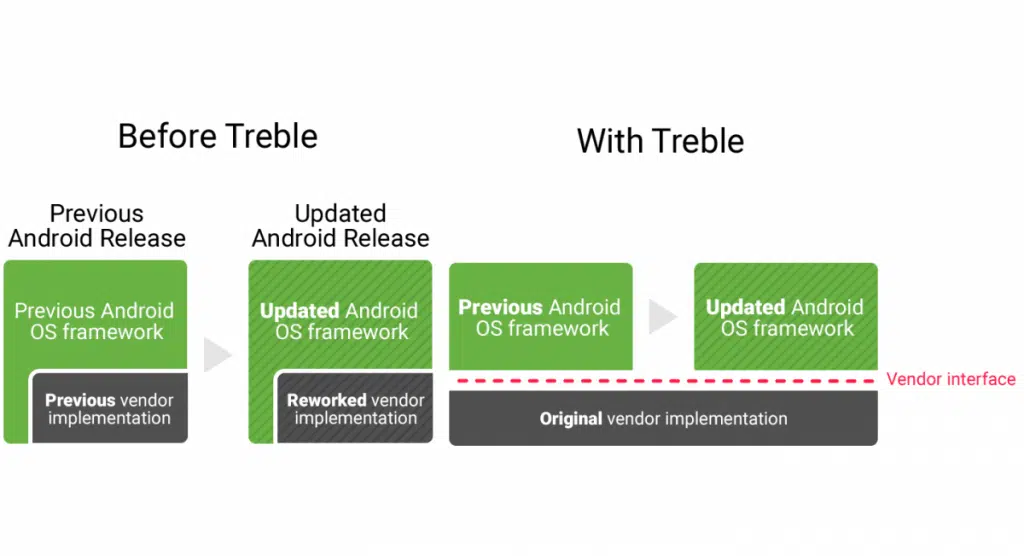 Before Treble
With Treble
Previous
Android Release
Updated
Android Release
Previous Android
OS framework
Previous vendor
implementation
Updated Android
OS framework
Reworked vendor
implementation
Previous Android
OS framework
Updated Android
OS framework
Vendor interface
Original vendor implementation